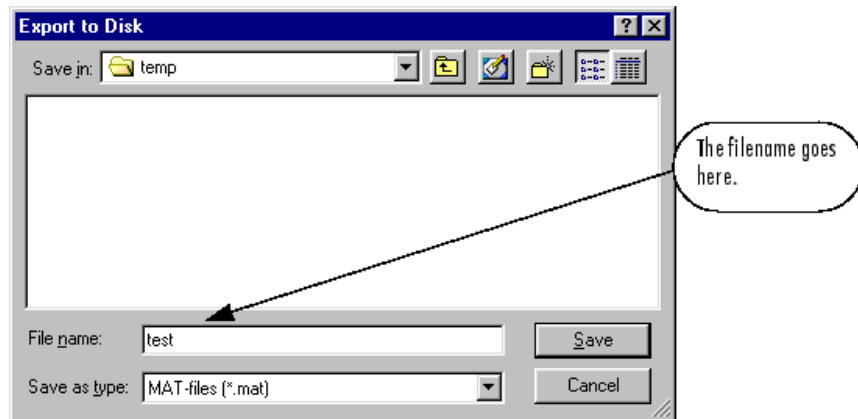 Export to Disk
Save in: temp
The filename goes
here.
File name: test
Save
Save as type: MAT-files (*.mat)
Cancel